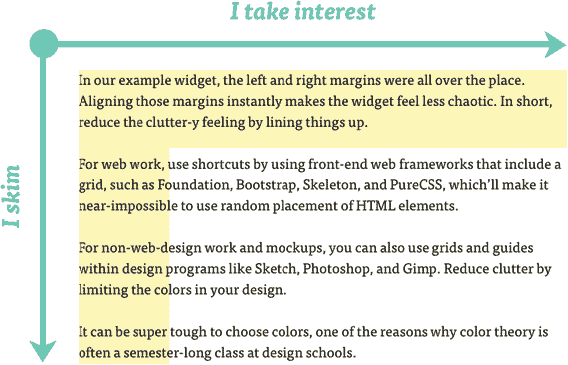 I take interest
I skim
In our example widget, the left and right margins were all over the place.
Aligning those margins instantly makes the widget feel less chaotic. In short,
reduce the clutter-y feeling by lining things up.
For web work, use shortcuts by using front-end web frameworks that include a
grid, such as Foundation, Bootstrap, Skeleton, and PureCSS, which'll make it
near-impossible to use random placement of HTML elements.
For non-web-design work and mockups, you can also use grids and guides
within design programs like Sketch, Photoshop, and Gimp. Reduce clutter by
limiting the colors in your design.
It can be super tough to choose colors, one of the reasons why color theory is
often a semester-long class at design schools.